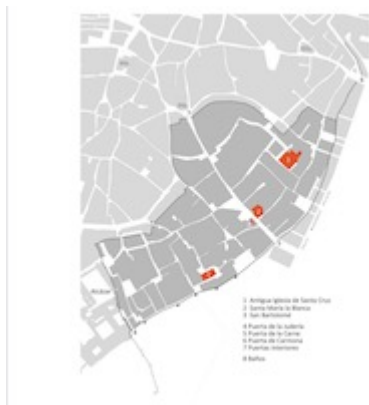 Alcázar
1 Antigua Iglesia de Santa Cruz
2 Santa María la Blanca
3 San Bartolomé
4 Puerta de la Judería
5 Puerta de la Carne
6 Puerta de Carmona
7 Puertas Interiores
8 Baños